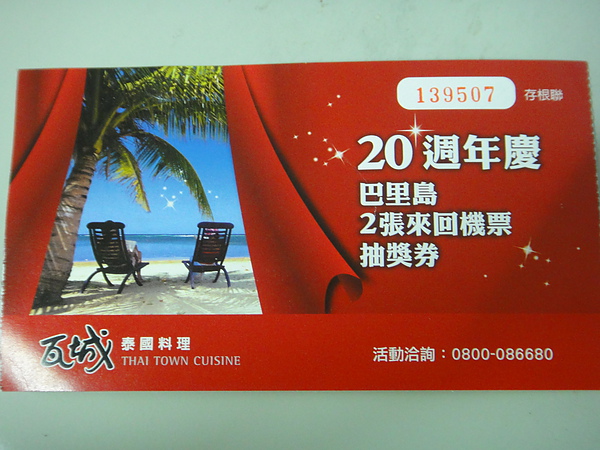 139507 存根聯
20週年慶
巴里島
2張來回機票
抽獎券
瓦城 泰國料理
THAI TOWN CUISINE
活動洽詢：0800-086680